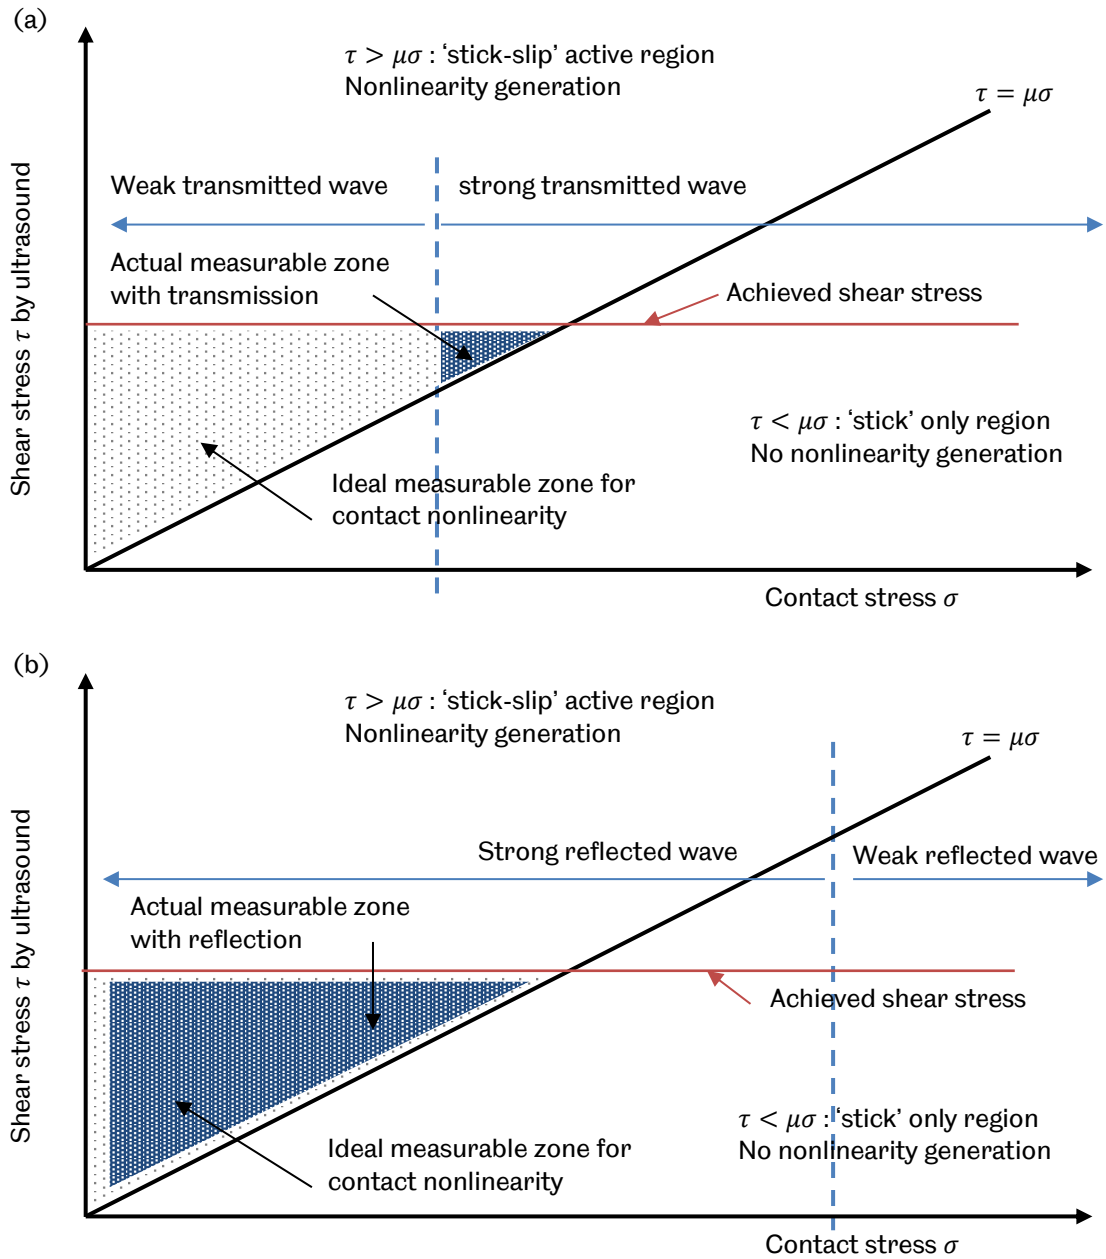 (a)
τ > μσ : ‘stick-slip’ active region
Nonlinearity generation
τ = μσ
Weak transmitted wave
strong transmitted wave
Actual measurable zone
with transmission
Achieved shear stress
Shear stress τ by ultrasound
τ < μσ : ‘stick’ only region
No nonlinearity generation
Ideal measurable zone for
contact nonlinearity
Contact stress σ
(b)
τ > μσ : ‘stick-slip’ active region
Nonlinearity generation
τ = μσ
Strong reflected wave
Weak reflected wave
Actual measurable zone
with reflection
Achieved shear stress
Shear stress τ by ultrasound
τ < μσ : ‘stick’ only region
No nonlinearity generation
Ideal measurable zone for
contact nonlinearity
Contact stress σ